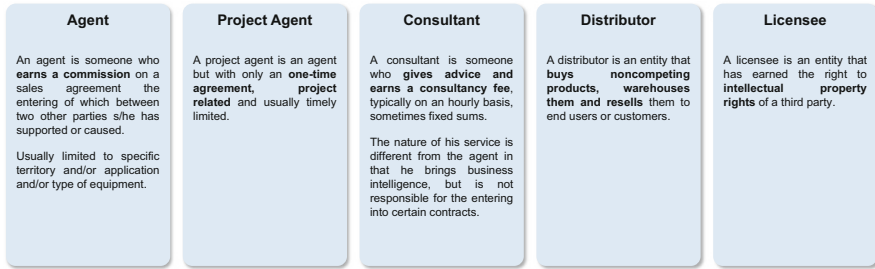 Agent
An agent is someone who
earns a commission on a
sales agreement the
entering of which between
two other parties s/he has
supported or caused.
Usually limited to specific
territory and/or application
and/or type of equipment.
Project Agent
A project agent is an agent
but with only an one-time
agreement, project
related and usually timely
limited.
Consultant
A consultant is someone
who gives advice and
earns a consultancy fee,
typically on an hourly basis,
sometimes fixed sums.
The nature of his service is
different from the agent in
that he brings business
intelligence, but is not
responsible for the entering
into certain contracts.
Distributor
A distributor is an entity that
buys noncompeting
products, warehouses
them and resells them to
end users or customers.
Licensee
A licensee is an entity that
has earned the right to
intellectual property
rights of a third party.